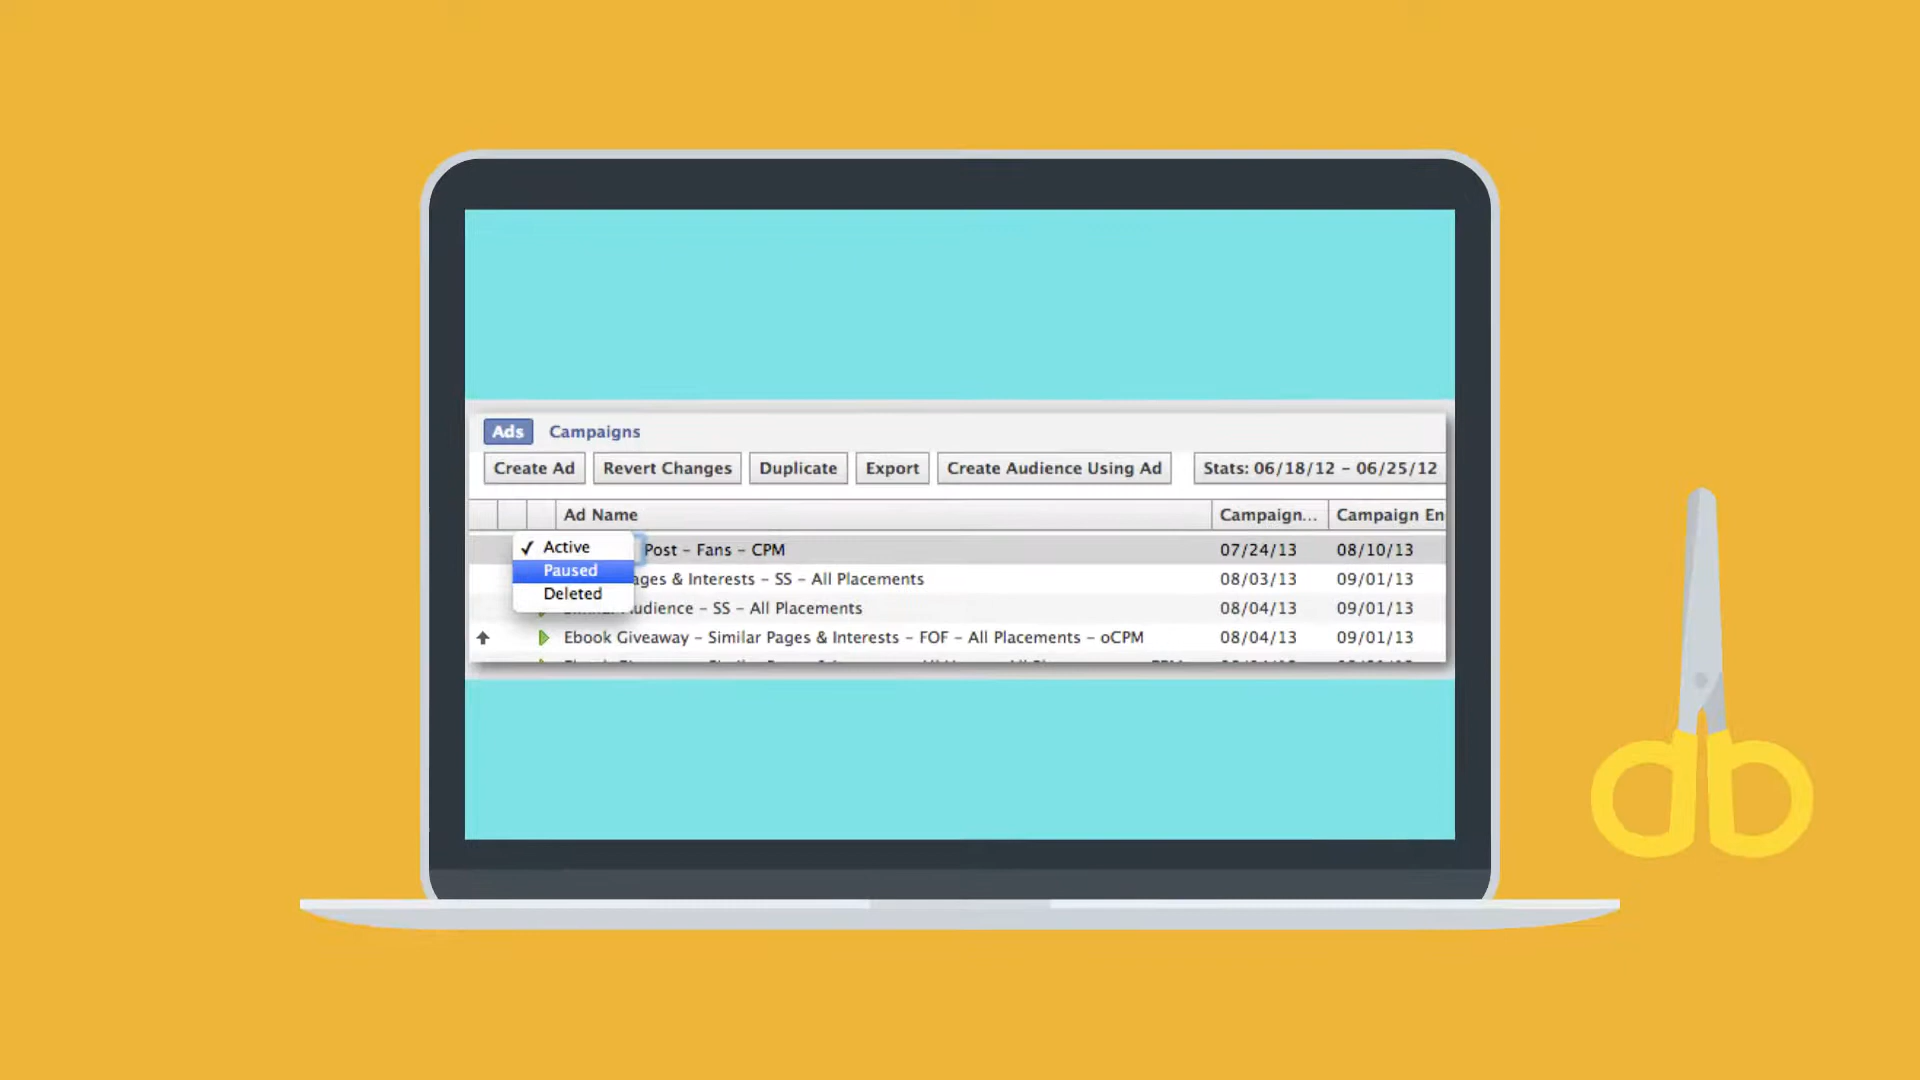 Ads Campaigns
Create Ad Revert Changes Duplicate Export Create Audience Using Ad Stats: 06/18/12 - 06/25/12
Ad Name Campaign... Campaign En
✓ Active Post - Fans - CPM 07/24/13 08/10/13
Paused ages & Interests - SS - All Placements 08/03/13 09/01/13
Deleted
Audience - SS - All Placements 08/04/13 09/01/13
Ebook Giveaway - Similar Pages & Interests - FOF - All Placements - oCPM 08/04/13 09/01/13